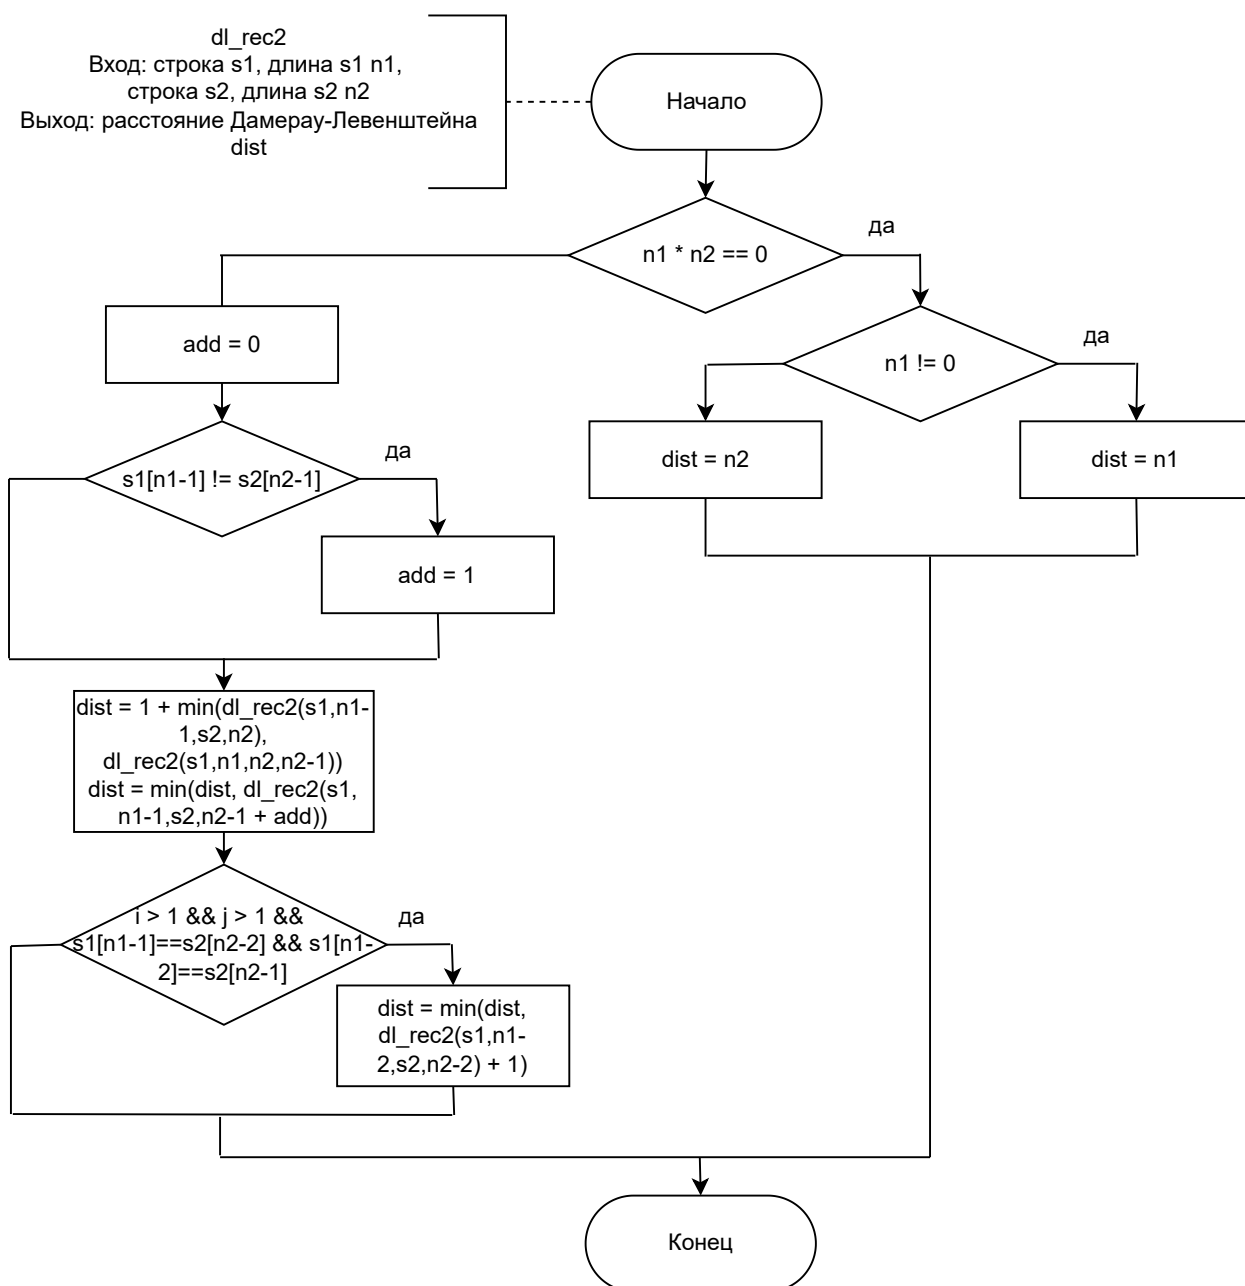 dl_rec2
Вход: строка s1, длина s1 n1,
строка s2, длина s2 n2
Выход: расстояние Дамерау-Левенштейна
dist
Начало
n1 * n2 == 0
да
n1 != 0
да
dist = n2
dist = n1
add = 0
s1[n1-1] != s2[n2-1]
да
add = 1
dist = 1 + min(dl_rec2(s1,n1-
1,s2,n2),
dl_rec2(s1,n1,n2,n2-1))
dist = min(dist, dl_rec2(s1,
n1-1,s2,n2-1 + add))
i > 1 && j > 1 &&
s1[n1-1]==s2[n2-2] && s1[n1-
2]==s2[n2-1]
да
dist = min(dist,
dl_rec2(s1,n1-
2,s2,n2-2) + 1)
Конец